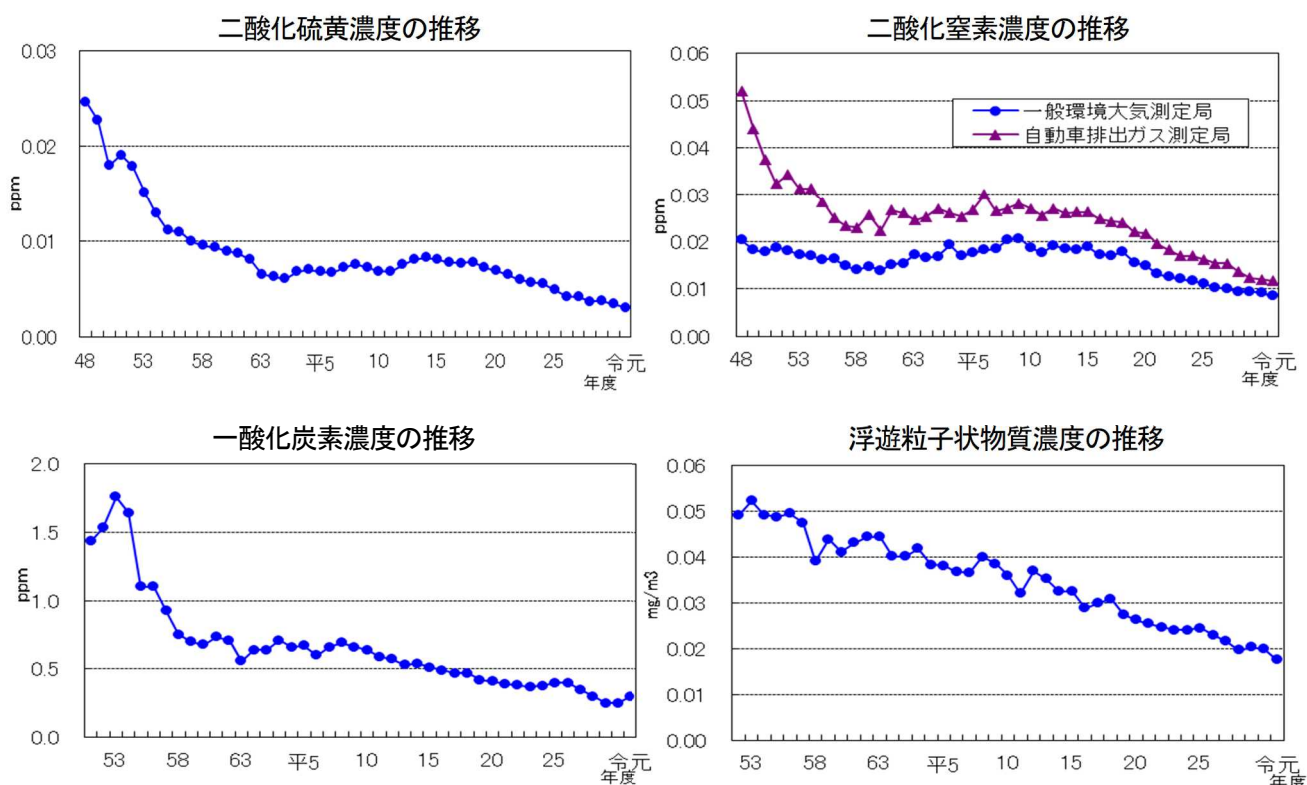 二酸化硫黄濃度の推移
0.03
0.02
0.01
0.00
ppm
48 53 58 63 平5 10 15 20 25 令元
年度
二酸化窒素濃度の推移
0.06
0.05
0.04
0.03
0.02
0.01
0.00
ppm
一般環境大気測定局
自動車排出ガス測定局
48 53 58 63 平5 10 15 20 25 令元
年度
一酸化炭素濃度の推移
2.0
1.5
1.0
0.5
0.0
ppm
53 58 63 平5 10 15 20 25 令元
年度
浮遊粒子状物質濃度の推移
0.06
0.05
0.04
0.03
0.02
0.01
0.00
mg/m3
53 58 63 平5 10 15 20 25 令元
年度